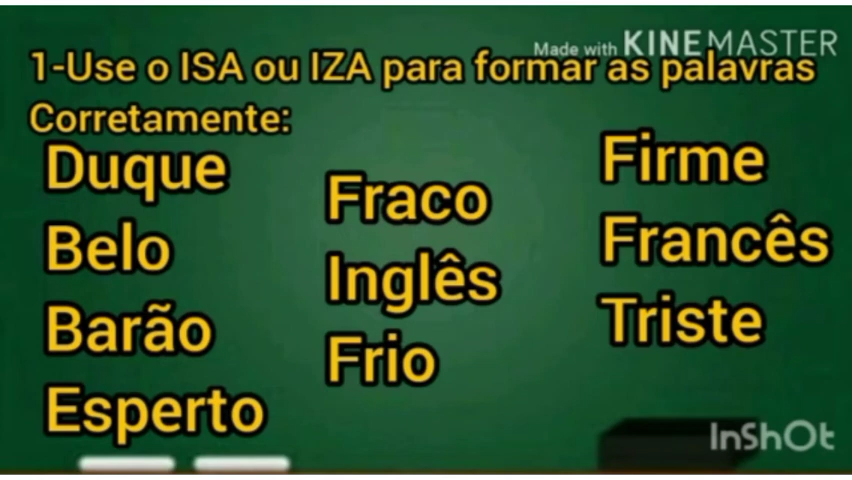 Made with KINEMASTER
1-Use o ISA ou IZA para formar as palavras
Corretamente:
Duque
Belo
Barão
Esperto
Fraco
Inglês
Frio
Firme
Francês
Triste
InShOt